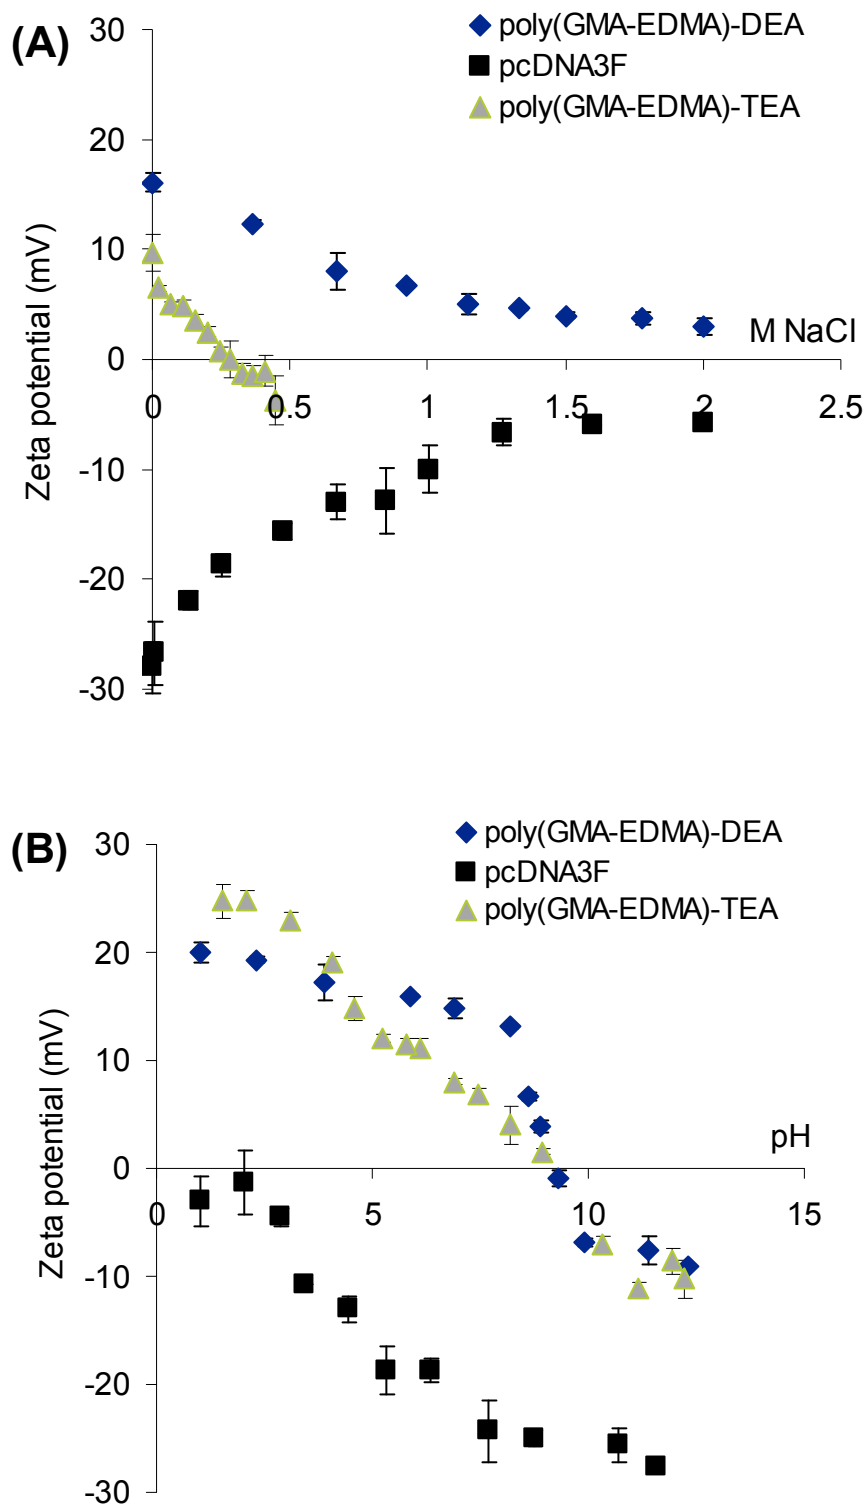 (A)
poly(GMA-EDMA)-DEA
pcDNA3F
poly(GMA-EDMA)-TEA
30
20
10
0
-10
-20
-30
Zeta potential (mV)
M NaCl
0 0.5 1 1.5 2 2.5
(B)
poly(GMA-EDMA)-DEA
pcDNA3F
poly(GMA-EDMA)-TEA
30
20
10
0
-10
-20
-30
Zeta potential (mV)
pH
0 5 10 15